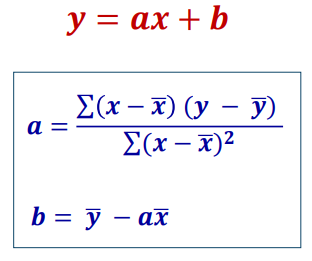 y = ax + b
a = ∑(x − x̅) (y − y̅) / ∑(x − x̅)²
b = y̅ − ax̅